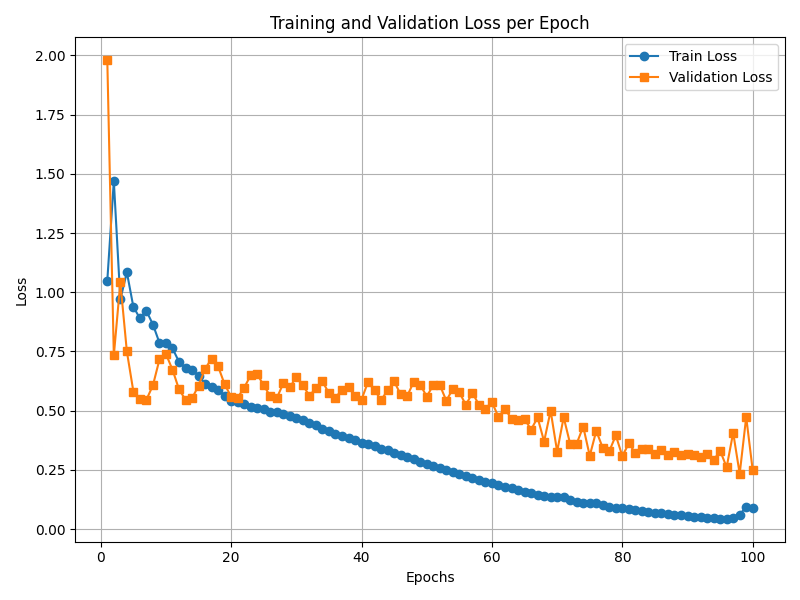 Training and Validation Loss per Epoch
Train Loss
Validation Loss
2.00
1.75
1.50
1.25
1.00
0.75
0.50
0.25
0.00
Loss
0 20 40 60 80 100
Epochs